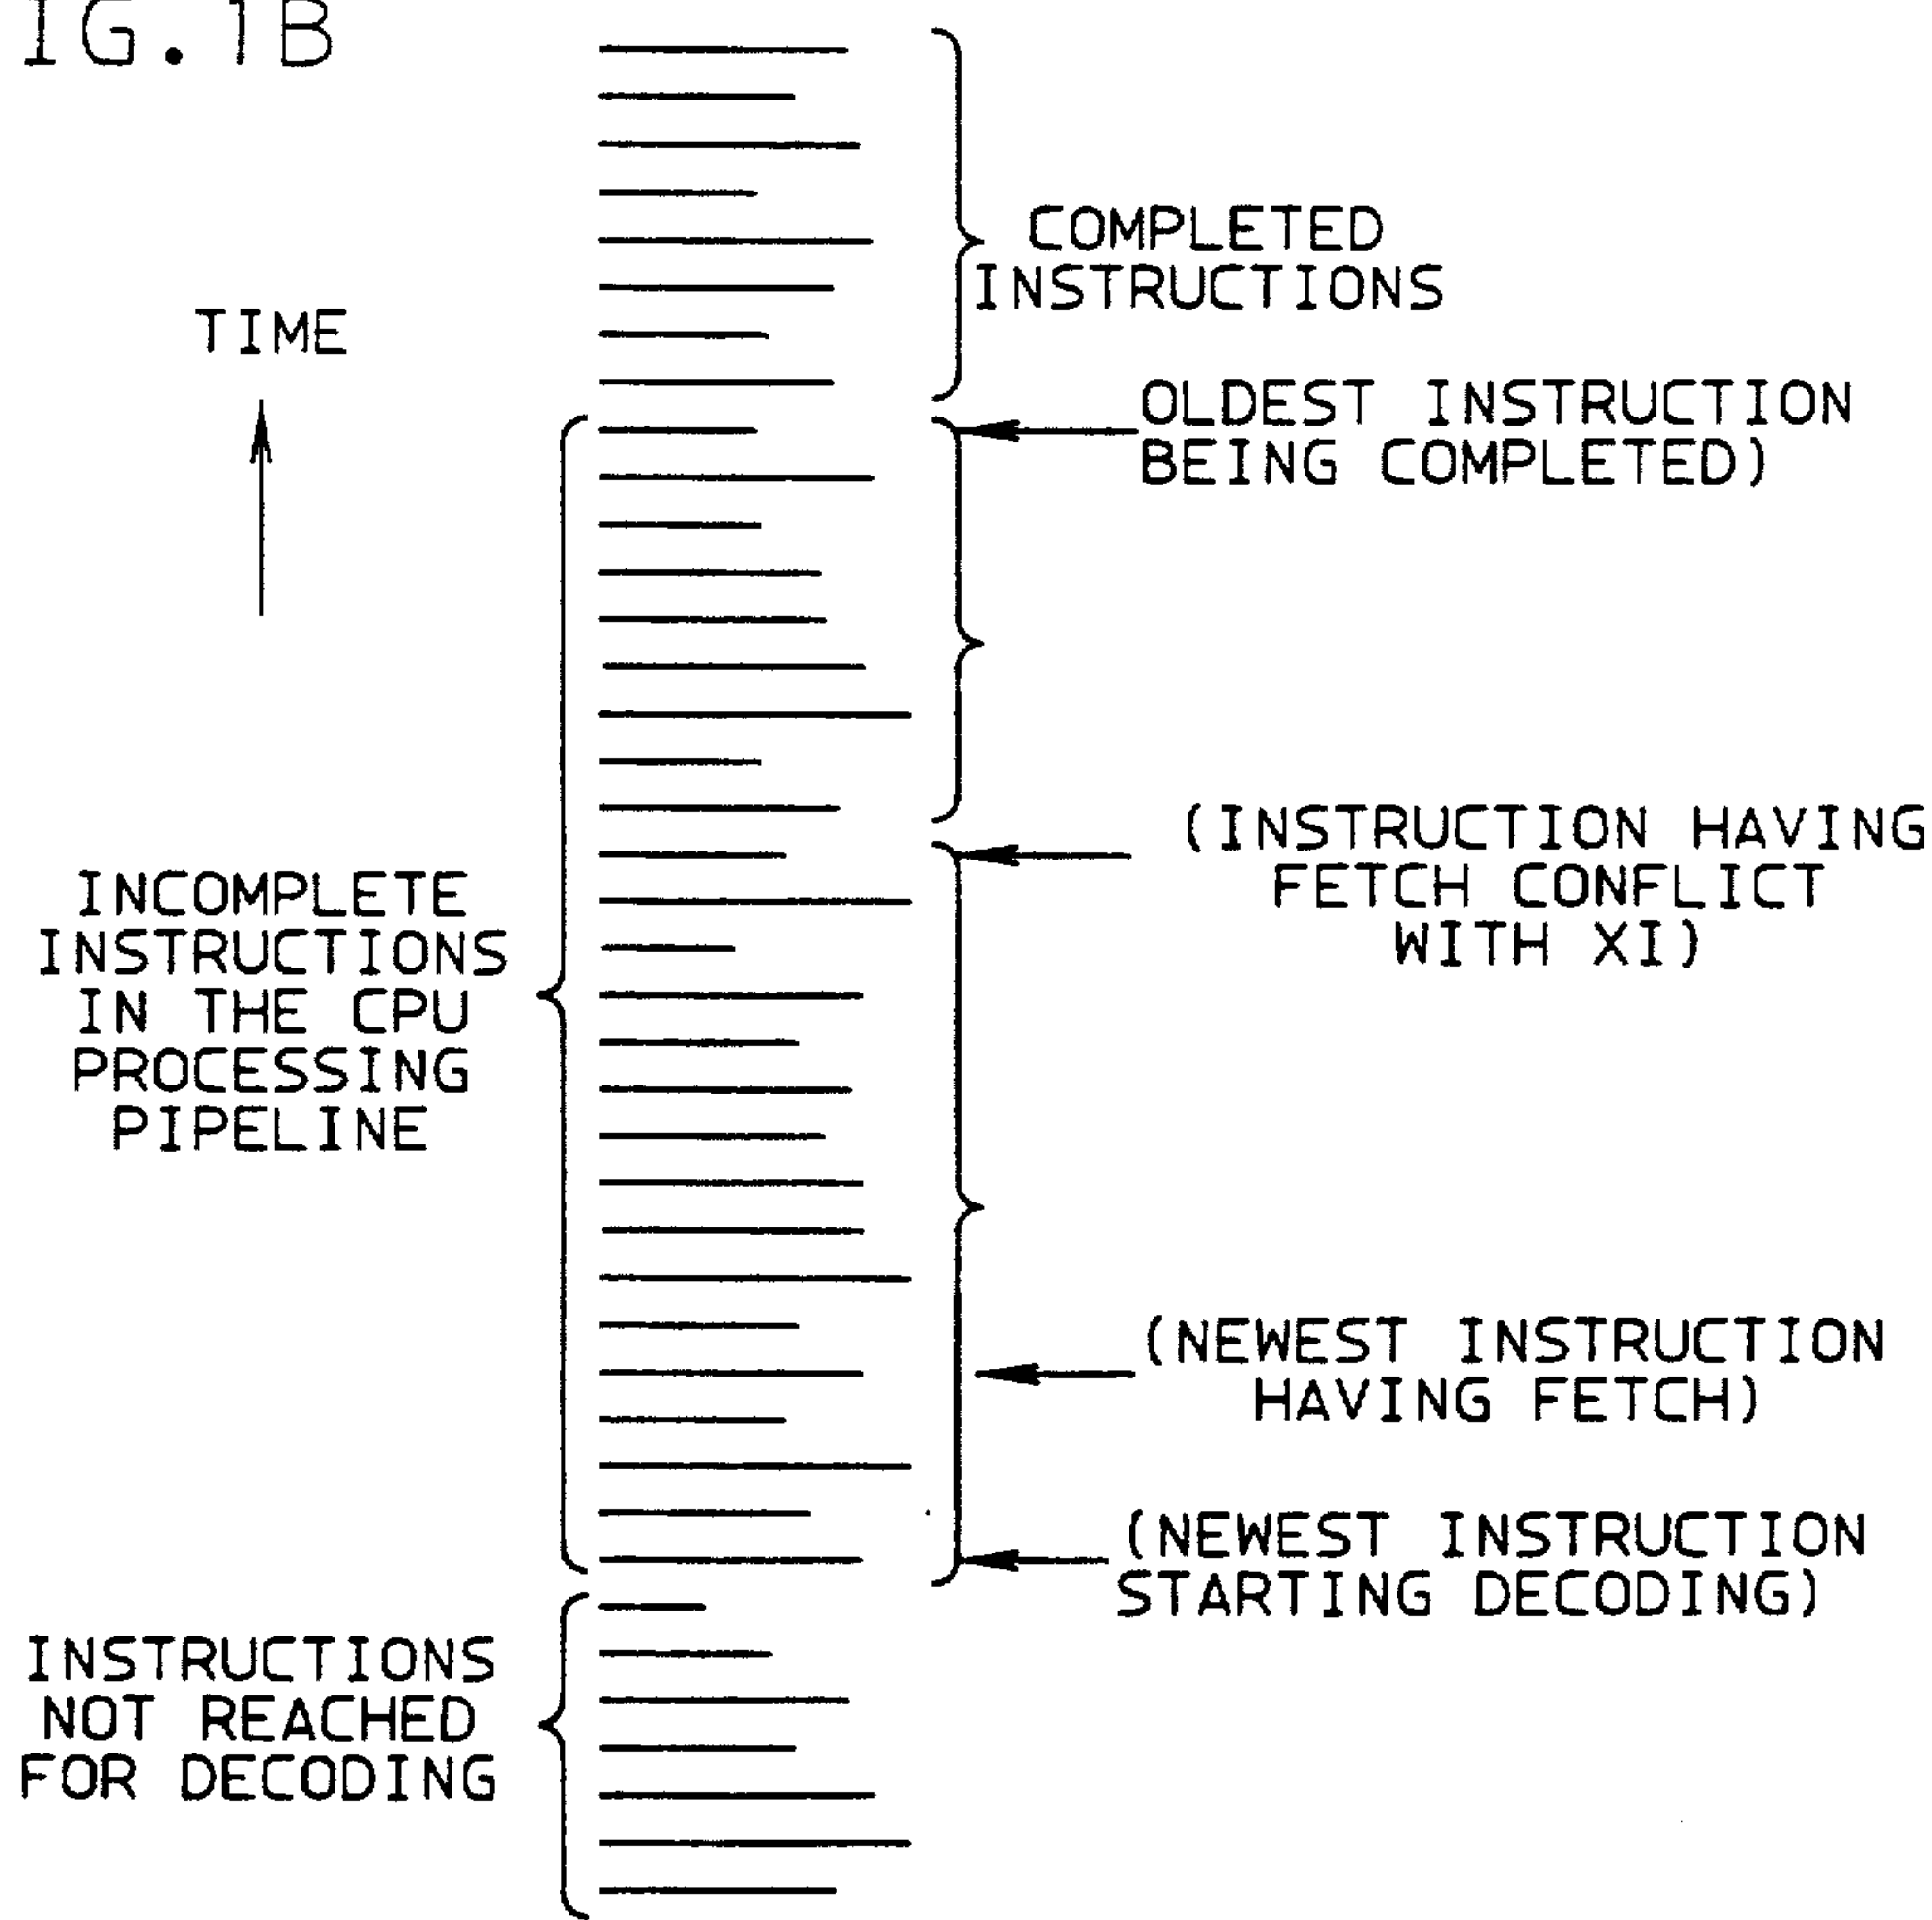 IG.1B
COMPLETED
INSTRUCTIONS
TIME
OLDEST INSTRUCTION
BEING COMPLETED)
(INSTRUCTION HAVING
FETCH CONFLICT
WITH XI)
INCOMPLETE
INSTRUCTIONS
IN THE CPU
PROCESSING
PIPELINE
(NEWEST INSTRUCTION
HAVING FETCH)
(NEWEST INSTRUCTION
STARTING DECODING)
INSTRUCTIONS
NOT REACHED
FOR DECODING